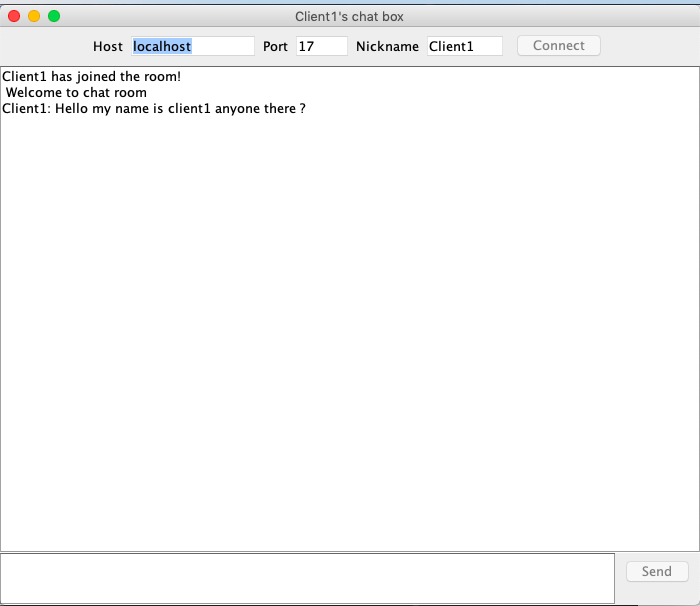 Client1's chat box
Host localhost Port 17 Nickname Client1 Connect
Client1 has joined the room!
Welcome to chat room
Client1: Hello my name is client1 anyone there ?
Send